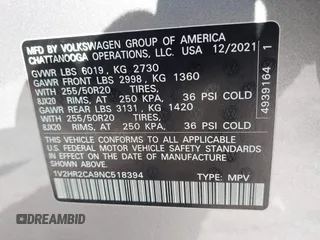 MFD BY VOLKSWAGEN GROUP OF AMERICA
CHATTANOOGA OPERATIONS, LLC. USA 12/2021
GVWR LBS 6019, KG 2730
GAWR FRONT LBS 2998, KG 1360
WITH 255/50R20 TIRES,
8JX20 RIMS, AT 250 KPA, 36 PSI COLD
GAWR REAR LBS 3131, KG 1420
WITH 255/50R20 TIRES,
8JX20 RIMS, AT 250 KPA, 36 PSI COLD
THIS VEHICLE CONFORMS TO ALL APPLICABLE
U.S. FEDERAL MOTOR VEHICLE SAFETY STANDARDS
IN EFFECT ON THE DATE OF MANUFACTURE
SHOWN ABOVE.
1V2HR2CA9NC518394 TYPE: MPV
4939164 1
DREAMBID